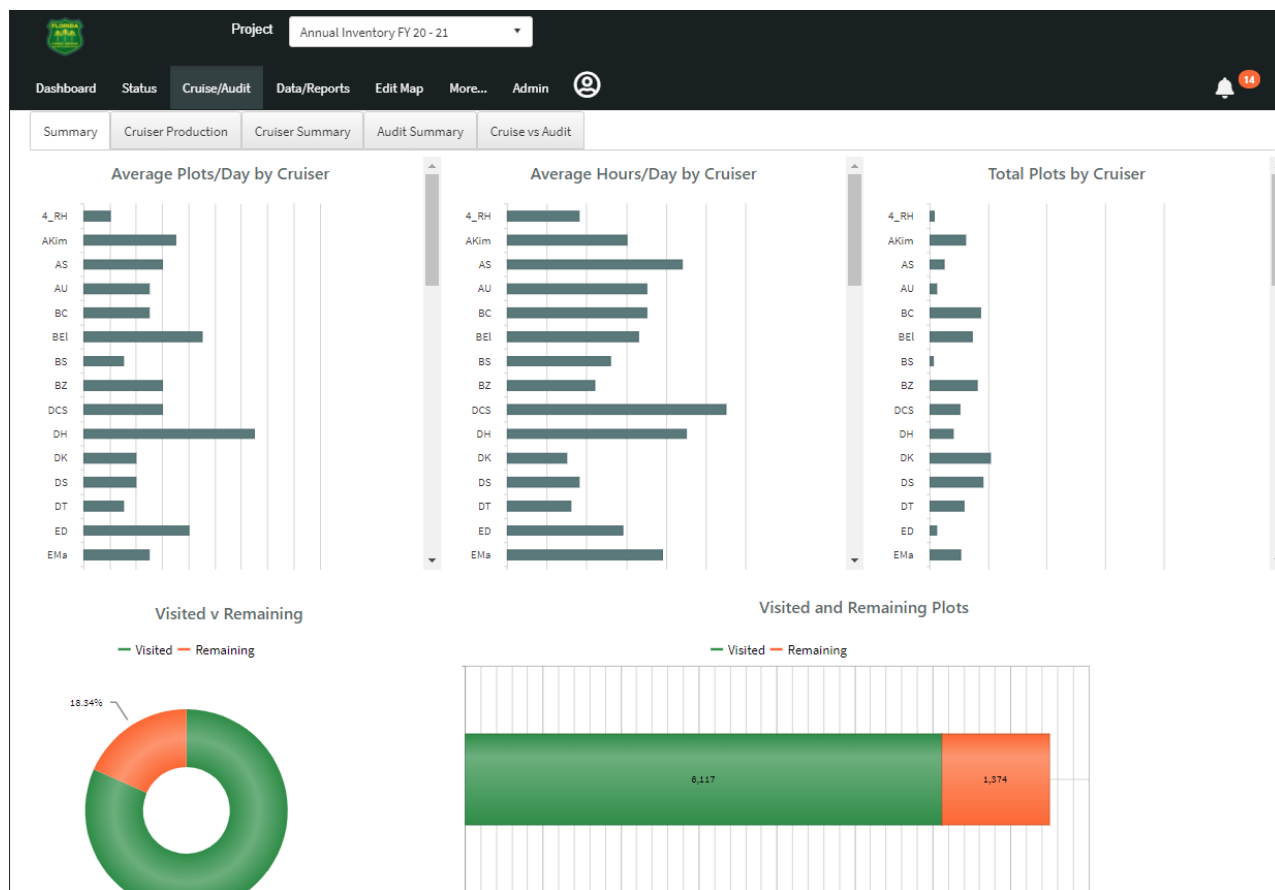 FLORIDA
Project
Annual Inventory FY 20 - 21
Dashboard Status Cruise/Audit Data/Reports Edit Map More... Admin
14
Summary Cruiser Production Cruiser Summary Audit Summary Cruise vs Audit
Average Plots/Day by Cruiser
4_RH
AKim
AS
AU
BC
BEl
BS
BZ
DCS
DH
DK
DS
DT
ED
EMa
Average Hours/Day by Cruiser
4_RH
AKim
AS
AU
BC
BEl
BS
BZ
DCS
DH
DK
DS
DT
ED
EMa
Total Plots by Cruiser
4_RH
AKim
AS
AU
BC
BEl
BS
BZ
DCS
DH
DK
DS
DT
ED
EMa
Visited v Remaining
Visited Remaining
18.34%
Visited and Remaining Plots
Visited Remaining
6,117 1,374